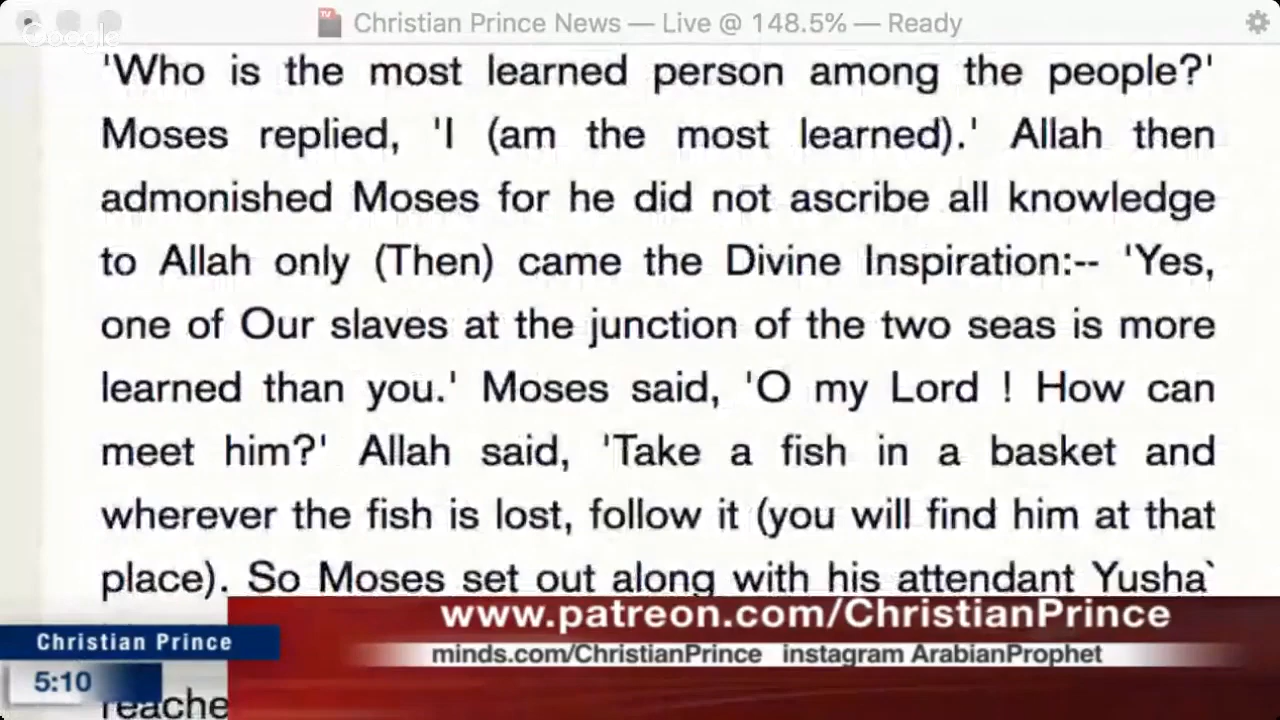 Christian Prince News — Live @ 148.5% — Ready
Google
'Who is the most learned person among the people?'
Moses replied, 'I (am the most learned).' Allah then
admonished Moses for he did not ascribe all knowledge
to Allah only (Then) came the Divine Inspiration:-- 'Yes,
one of Our slaves at the junction of the two seas is more
learned than you.' Moses said, 'O my Lord ! How can
meet him?' Allah said, 'Take a fish in a basket and
wherever the fish is lost, follow it (you will find him at that
place). So Moses set out along with his attendant Yusha`
www.patreon.com/ChristianPrince
Christian Prince
minds.com/ChristianPrince instagram ArabianProphet
5:10
reache